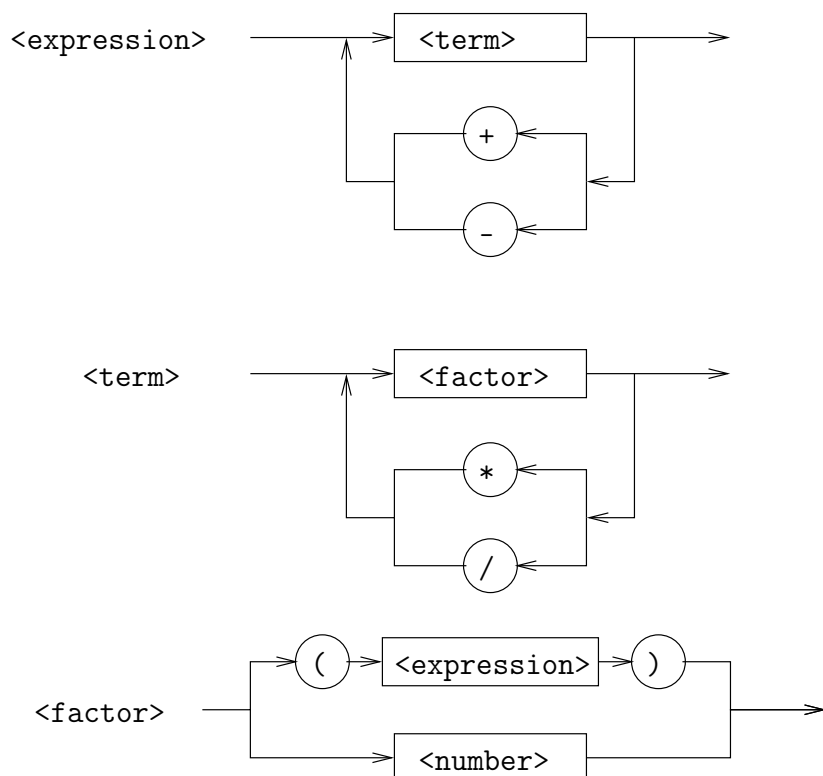 <expression> <term>
+
-
<term> <factor>
*
/
( <expression> )
<factor>
<number>